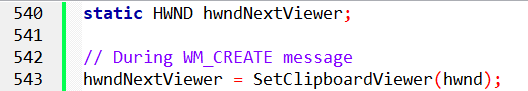 540 static HWND hwndNextViewer;
541
542 // During WM_CREATE message
543 hwndNextViewer = SetClipboardViewer(hwnd);